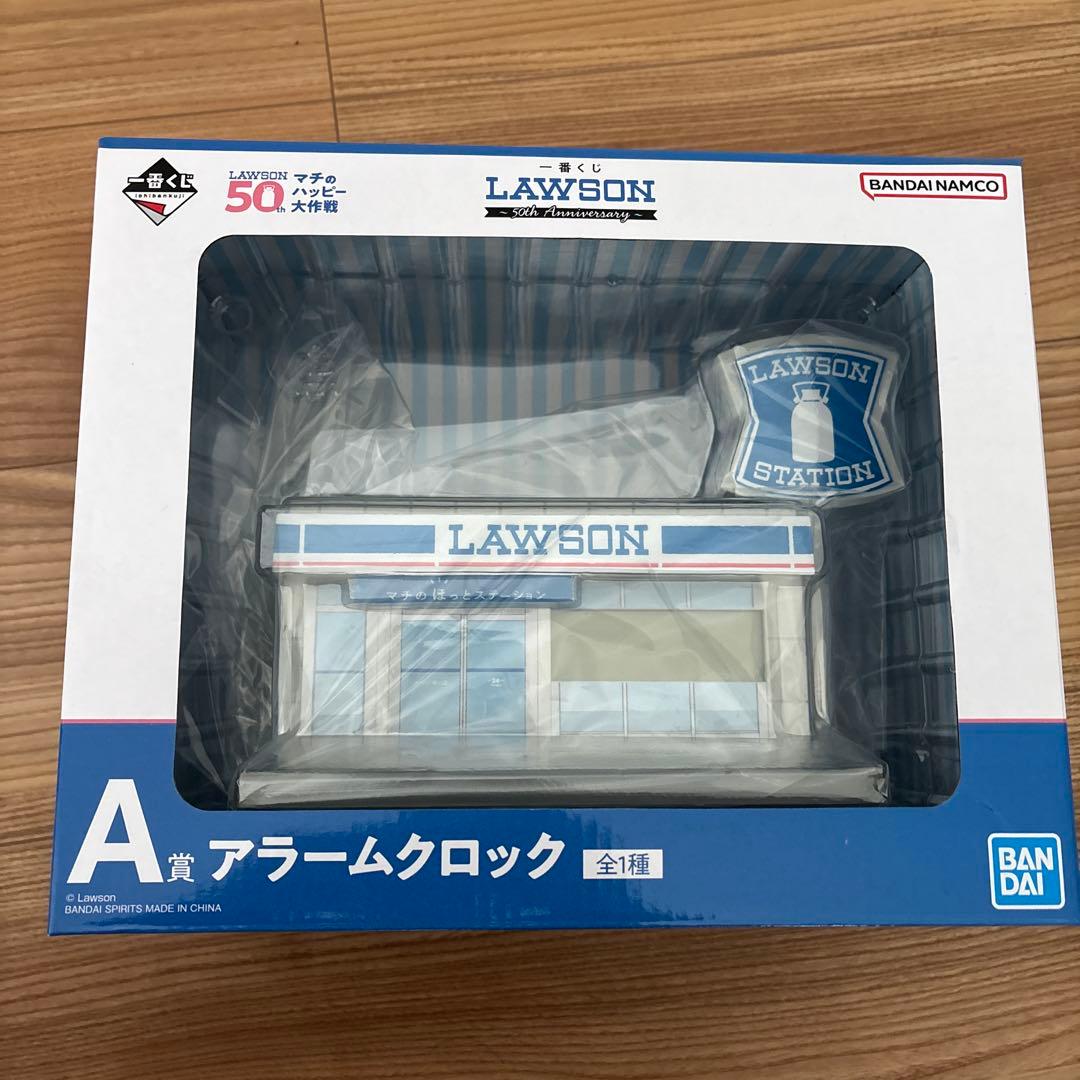 一番くじ
ichibankuji
LAWSON
50th
マチの
ハッピー
大作戦
一番くじ
LAWSON
~50th Anniversary~
BANDAI NAMCO
LAWSON
STATION
LAWSON
マチのほっとステーション
24
A賞 アラームクロック 全1種
© Lawson
BANDAI SPIRITS MADE IN CHINA
BAN
DAI